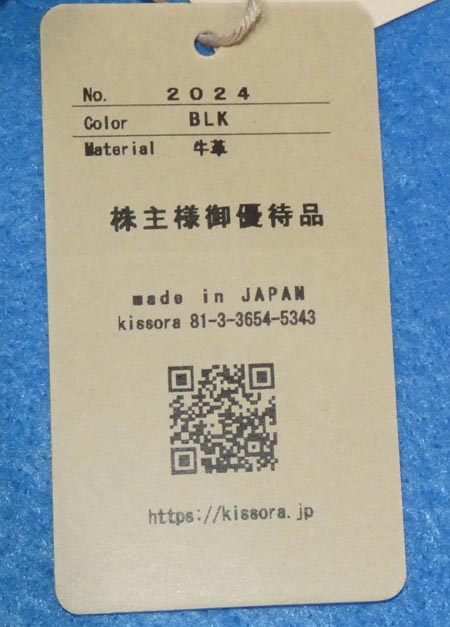 No. 2024
Color BLK
Material 牛革
株主様御優待品
made in JAPAN
kissora 81-3-3654-5343
https://kissora.jp